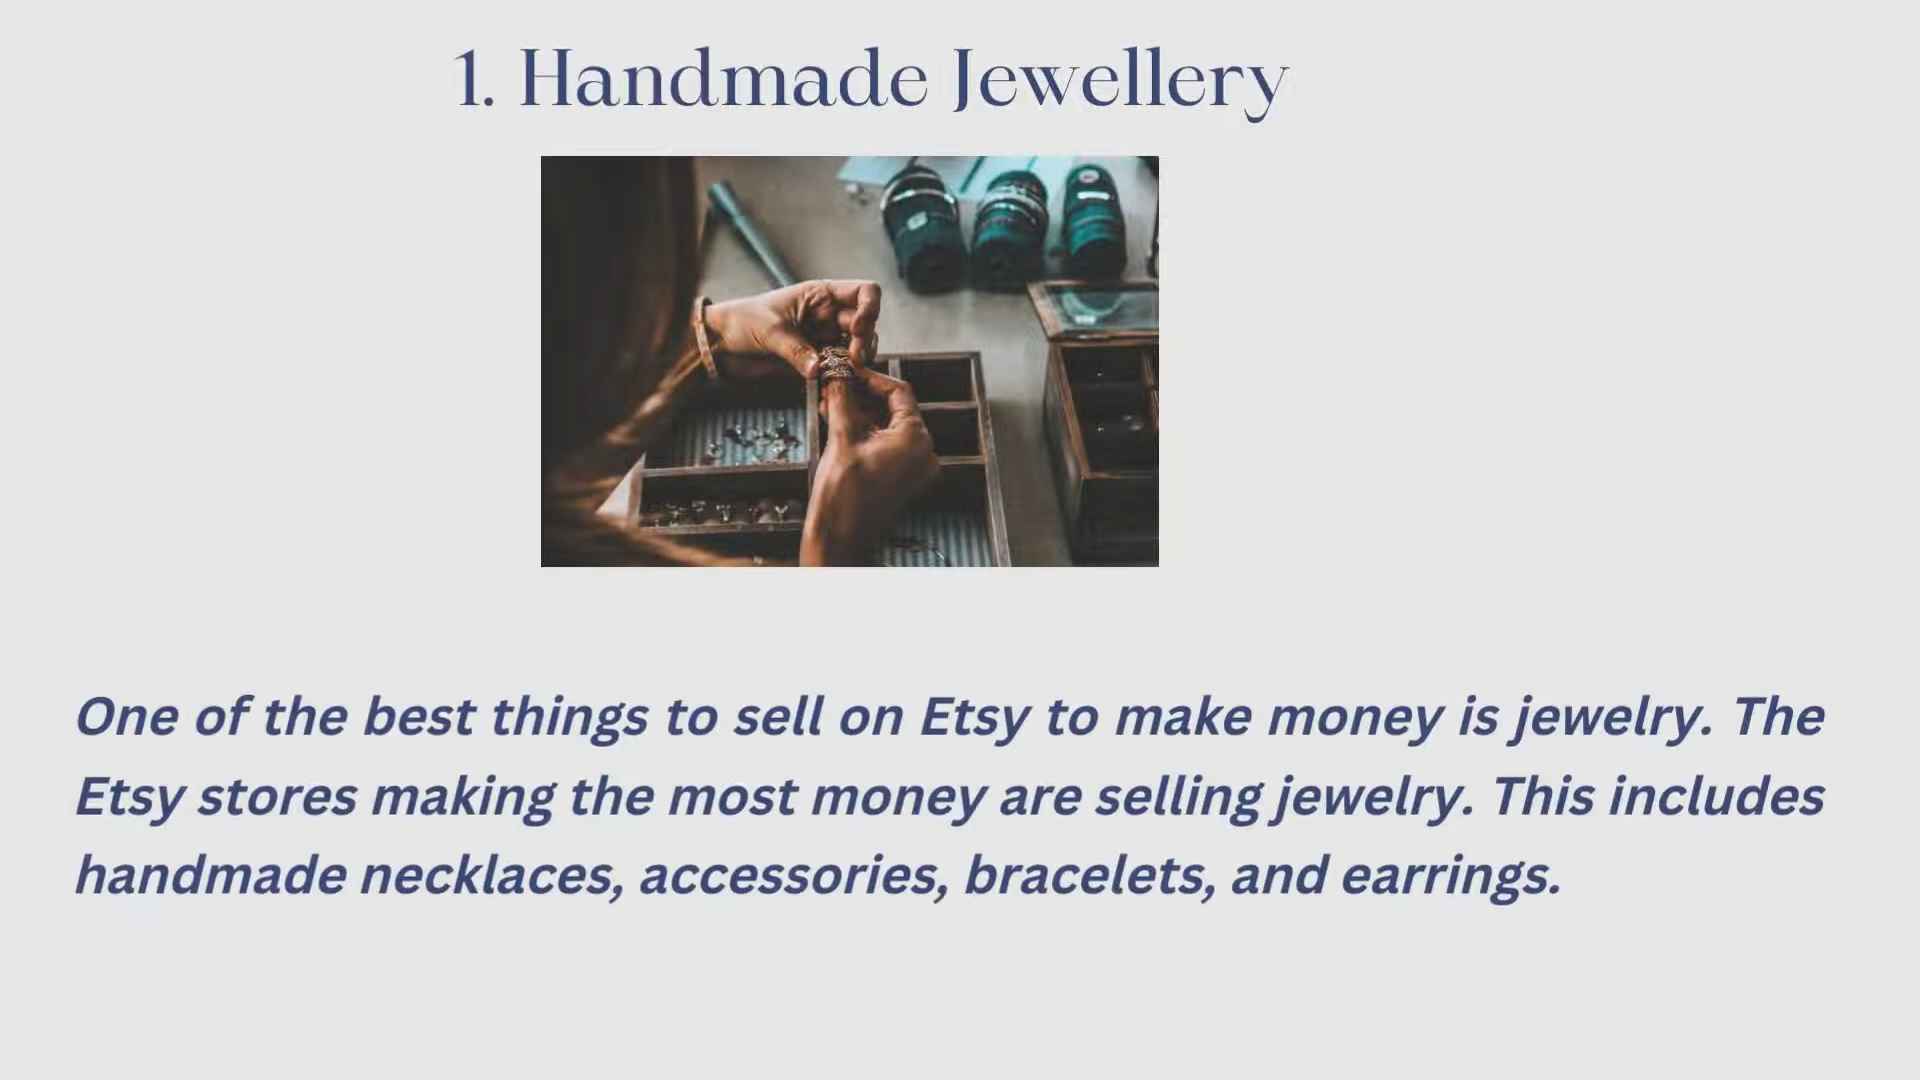 1. Handmade Jewellery
One of the best things to sell on Etsy to make money is jewelry. The
Etsy stores making the most money are selling jewelry. This includes
handmade necklaces, accessories, bracelets, and earrings.